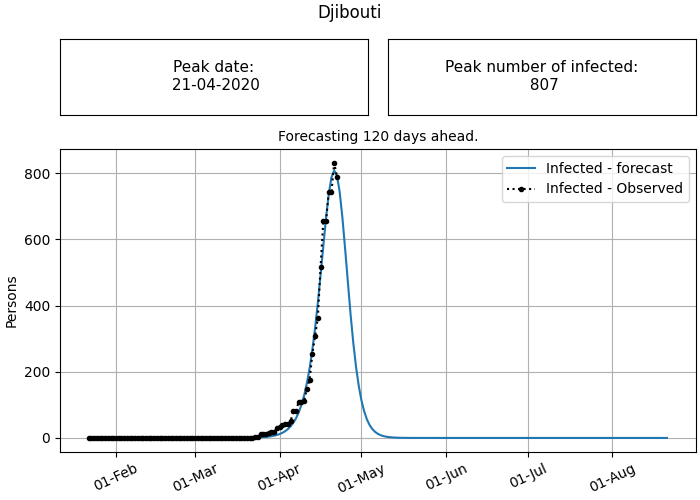 Djibouti
Peak date:
21-04-2020
Peak number of infected:
807
Forecasting 120 days ahead.
Infected - forecast
Infected - Observed
Persons
800
600
400
200
0
01-Feb
01-Mar
01-Apr
01-May
01-Jun
01-Jul
01-Aug